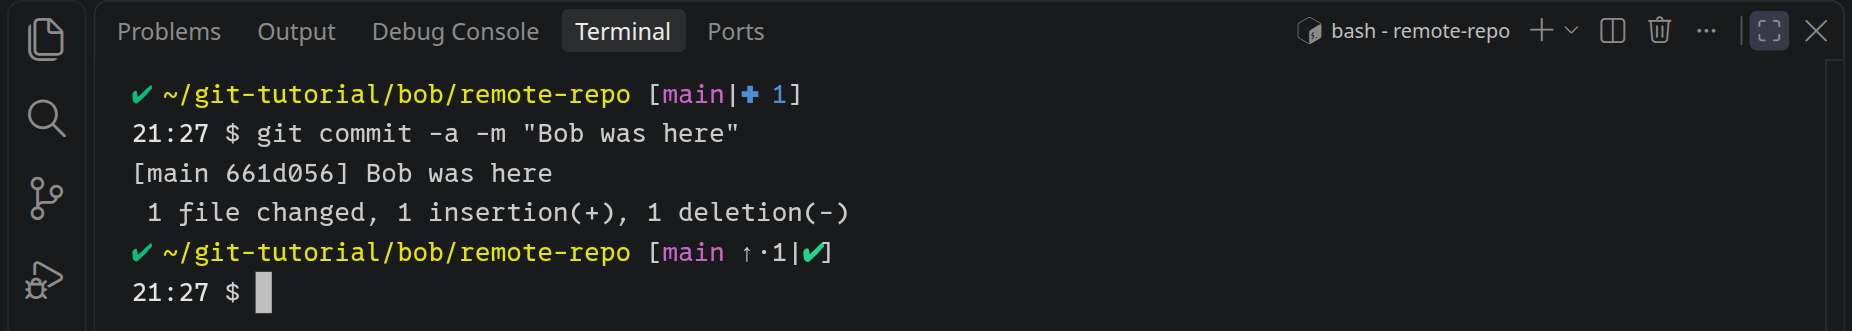 Problems Output Debug Console Terminal Ports bash - remote-repo
✔ ~/git-tutorial/bob/remote-repo [main|✚ 1]
21:27 $ git commit -a -m "Bob was here"
[main 661d056] Bob was here
 1 file changed, 1 insertion(+), 1 deletion(-)
✔ ~/git-tutorial/bob/remote-repo [main ↑·1|✔]
21:27 $